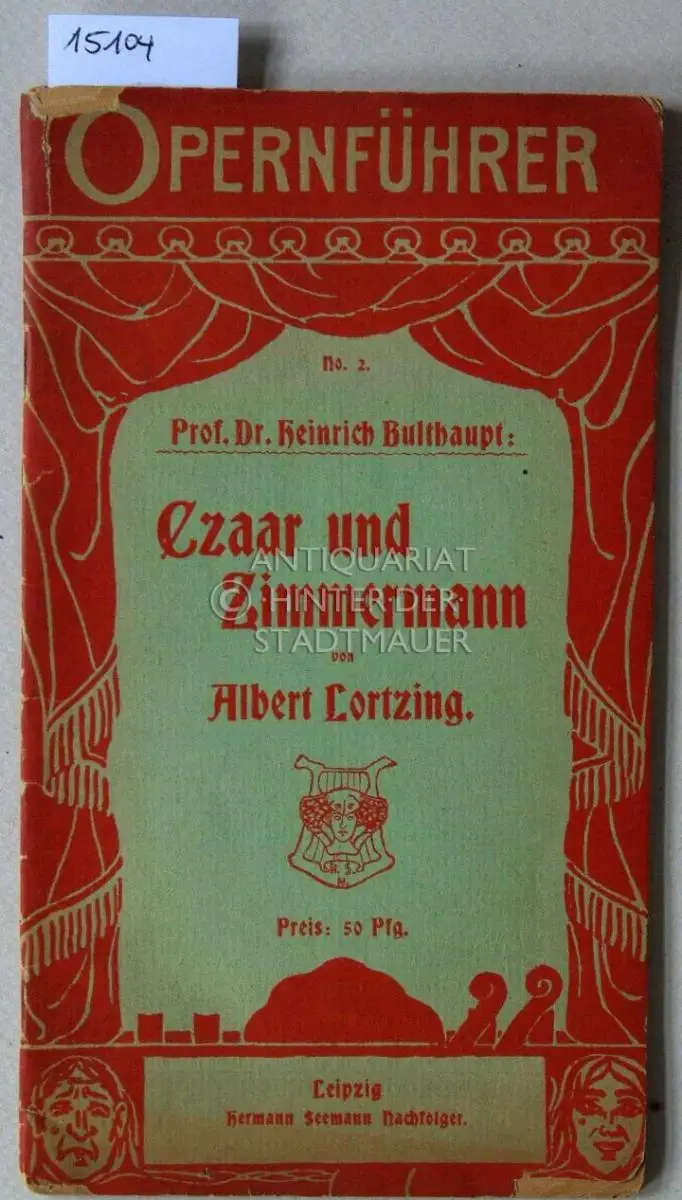 15104
OPERNFÜHRER
No. 2.
Prof. Dr. Heinrich Bulthaupt:
Czaar und
Zimmermann
ANTIQUARIAT
© HINTER·DER
STADTMAUER
von
Albert Lortzing.
H. S.
N.
Preis: 50 Pfg.
Leipzig
Hermann Seemann Nachfolger.